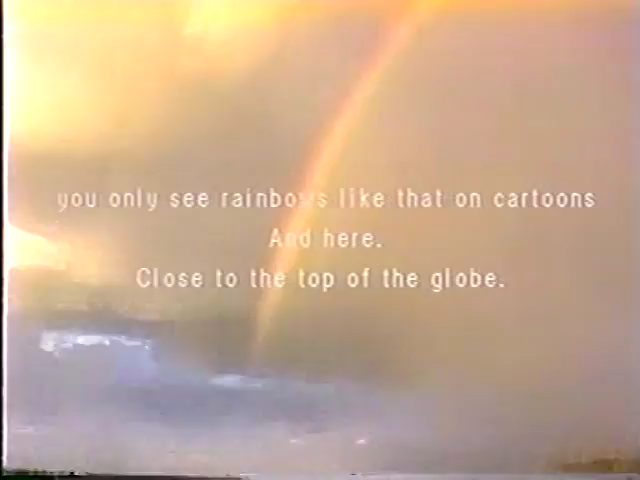 you only see rainbows like that on cartoons
And here.
Close to the top of the globe.